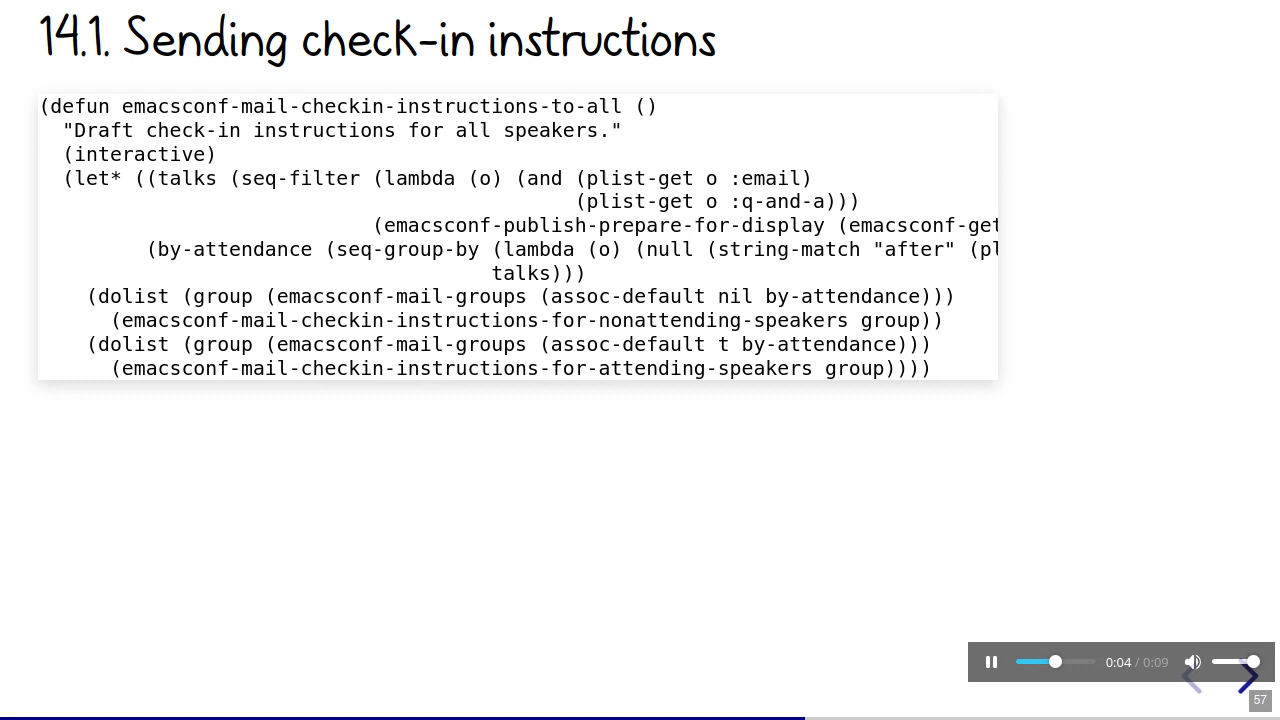 14.1. Sending check-in instructions
(defun emacsconf-mail-checkin-instructions-to-all ()
  "Draft check-in instructions for all speakers."
  (interactive)
  (let* ((talks (seq-filter (lambda (o) (and (plist-get o :email)
                                             (plist-get o :q-and-a)))
                            (emacsconf-publish-prepare-for-display (emacsconf-get
         (by-attendance (seq-group-by (lambda (o) (null (string-match "after" (pl
                                      talks)))
    (dolist (group (emacsconf-mail-groups (assoc-default nil by-attendance)))
      (emacsconf-mail-checkin-instructions-for-nonattending-speakers group))
    (dolist (group (emacsconf-mail-groups (assoc-default t by-attendance)))
      (emacsconf-mail-checkin-instructions-for-attending-speakers group))))
0:04 / 0:09
57